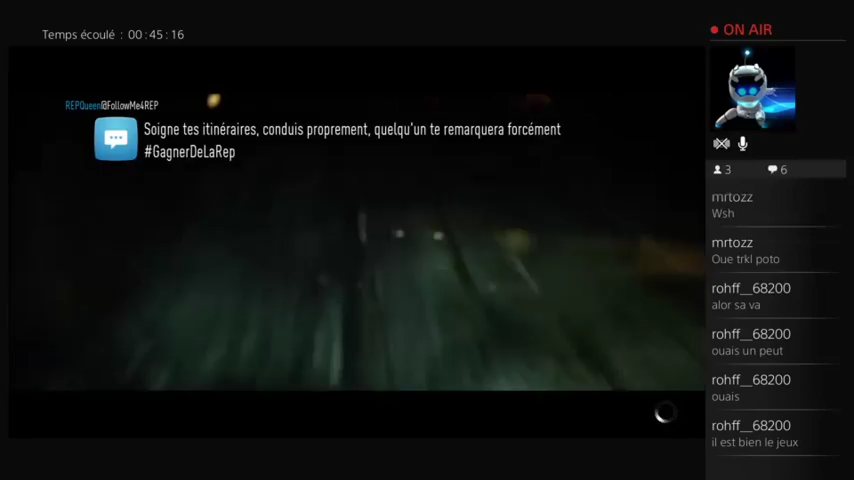 Temps écoulé : 00:45:16
ON AIR
REPQueen@FollowMe4REP
Soigne tes itinéraires, conduis proprement, quelqu'un te remarquera forcément
#GagnerDeLaRep
3
6
mrtozz
Wsh
mrtozz
Oue trkl poto
rohff__68200
alor sa va
rohff__68200
ouais un peut
rohff__68200
ouais
rohff__68200
il est bien le jeux